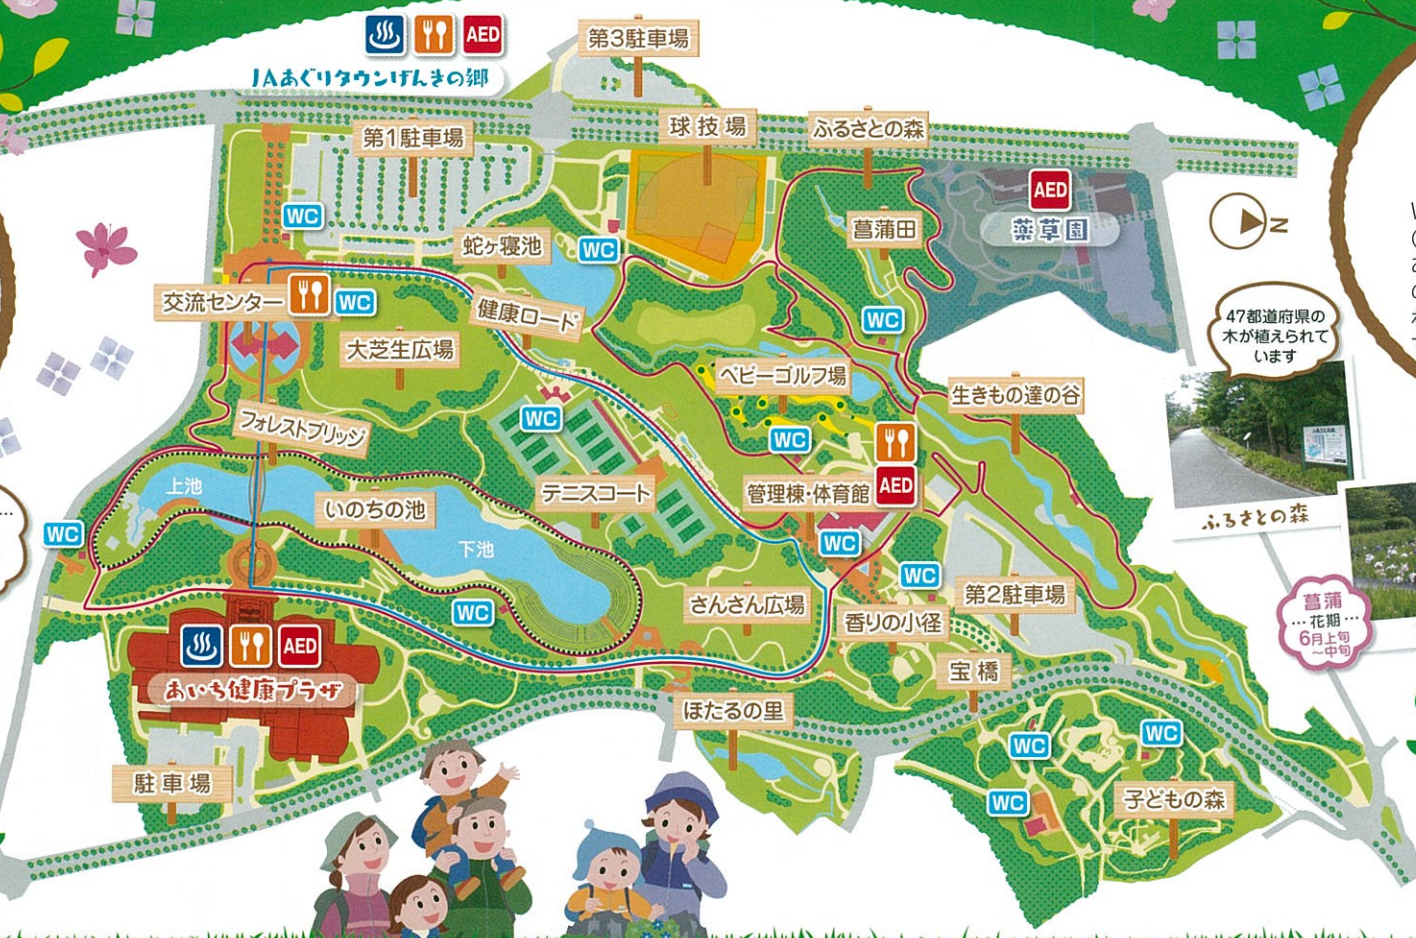 AED
JAあぐりタウンげんきの郷
第3駐車場
第1駐車場
球技場
ふるさとの森
AED
薬草園
WC
蛇ヶ寝池
WC
菖蒲田
N
交流センター
WC
健康ロード
WC
47都道府県の
木が植えられて
います
大芝生広場
ベビーゴルフ場
生きもの達の谷
フォレストブリッジ
WC
WC
上池
いのちの池
テニスコート
管理棟・体育館
AED
ふるさとの森
WC
下池
WC
WC
WC
さんさん広場
香りの小径
第2駐車場
菖蒲
…花期…
6月上旬
～中旬
AED
あいち健康プラザ
宝橋
ほたるの里
WC
WC
駐車場
WC
子どもの森